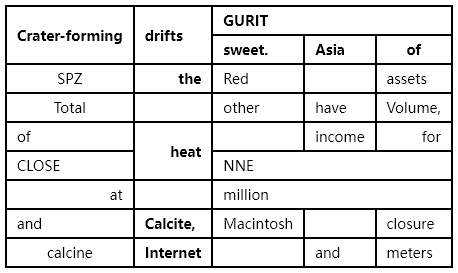 Crater-forming drifts GURIT
sweet. Asia of
SPZ the Red assets
Total other have Volume,
of heat income for
CLOSE NNE
at million
and Calcite, Macintosh closure
calcine Internet and meters